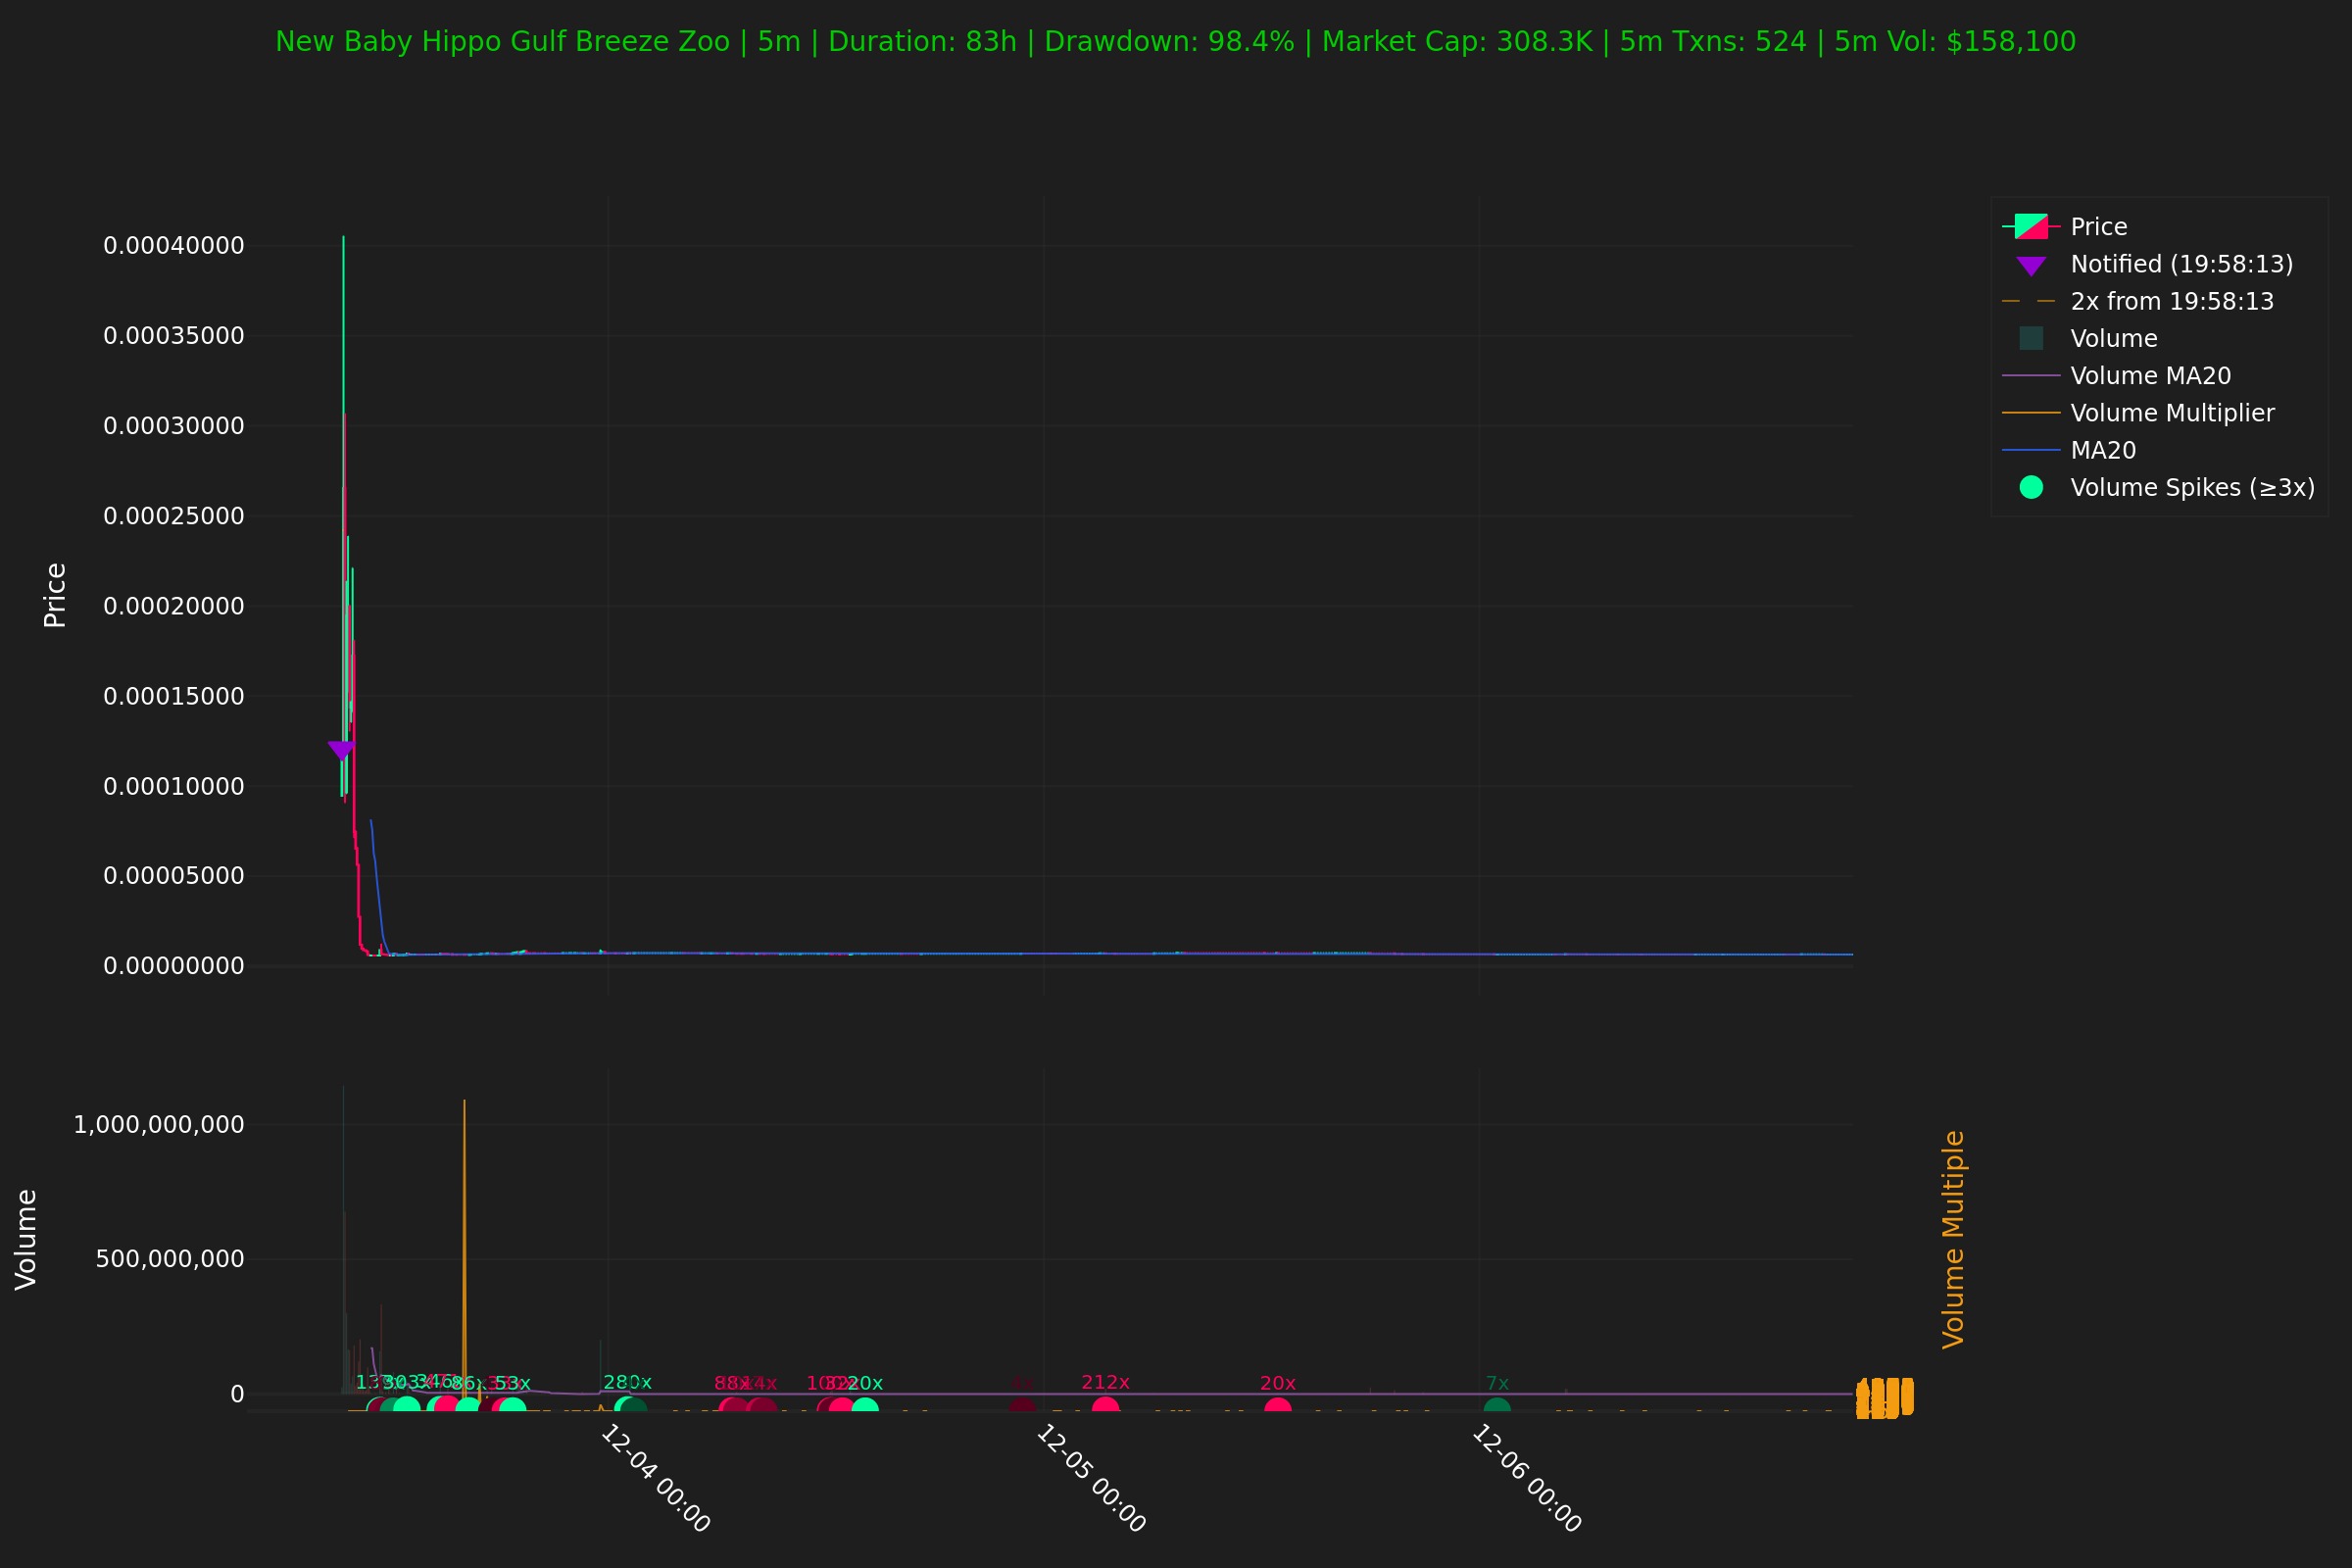 New Baby Hippo Gulf Breeze Zoo | 5m | Duration: 83h | Drawdown: 98.4% | Market Cap: 308.3K | 5m Txns: 524 | 5m Vol: $158,100
Price
0.00040000
0.00035000
0.00030000
0.00025000
0.00020000
0.00015000
0.00010000
0.00005000
0.00000000
Price
Notified (19:58:13)
2x from 19:58:13
Volume
Volume MA20
Volume Multiplier
MA20
Volume Spikes (≥3x)
Volume
1,000,000,000
500,000,000
0
86x
53x
280x
88x
20x
212x
20x
7x
Volume Multiple
12-04 00:00
12-05 00:00
12-06 00:00